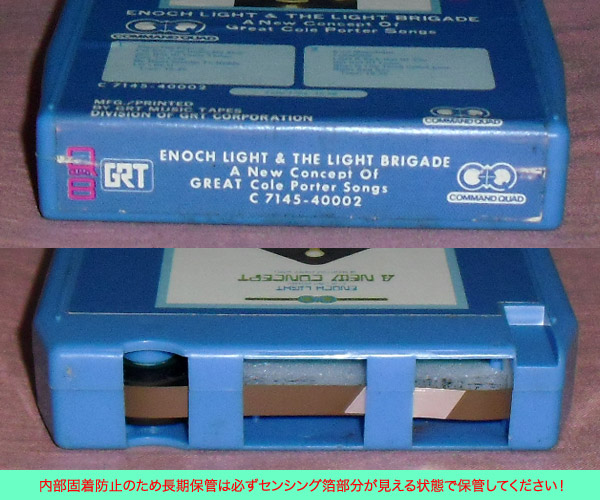 ENOCH LIGHT & THE LIGHT BRIGADE
A New Concept Of
Great Cole Porter Songs
COMMAND QUAD
C 7145-40002
MFG./PRINTED
BY GRT MUSIC TAPES
DIVISION OF GRT CORPORATION
COMMAND QUAD
GRT
ENOCH LIGHT & THE LIGHT BRIGADE
A New Concept Of
GREAT Cole Porter Songs
C 7145-40002
COMMAND QUAD
A NEW CONCEPT
ENOCH LIGHT
内部固着防止のため長期保管は必ずセンシング箔部分が見える状態で保管してください!